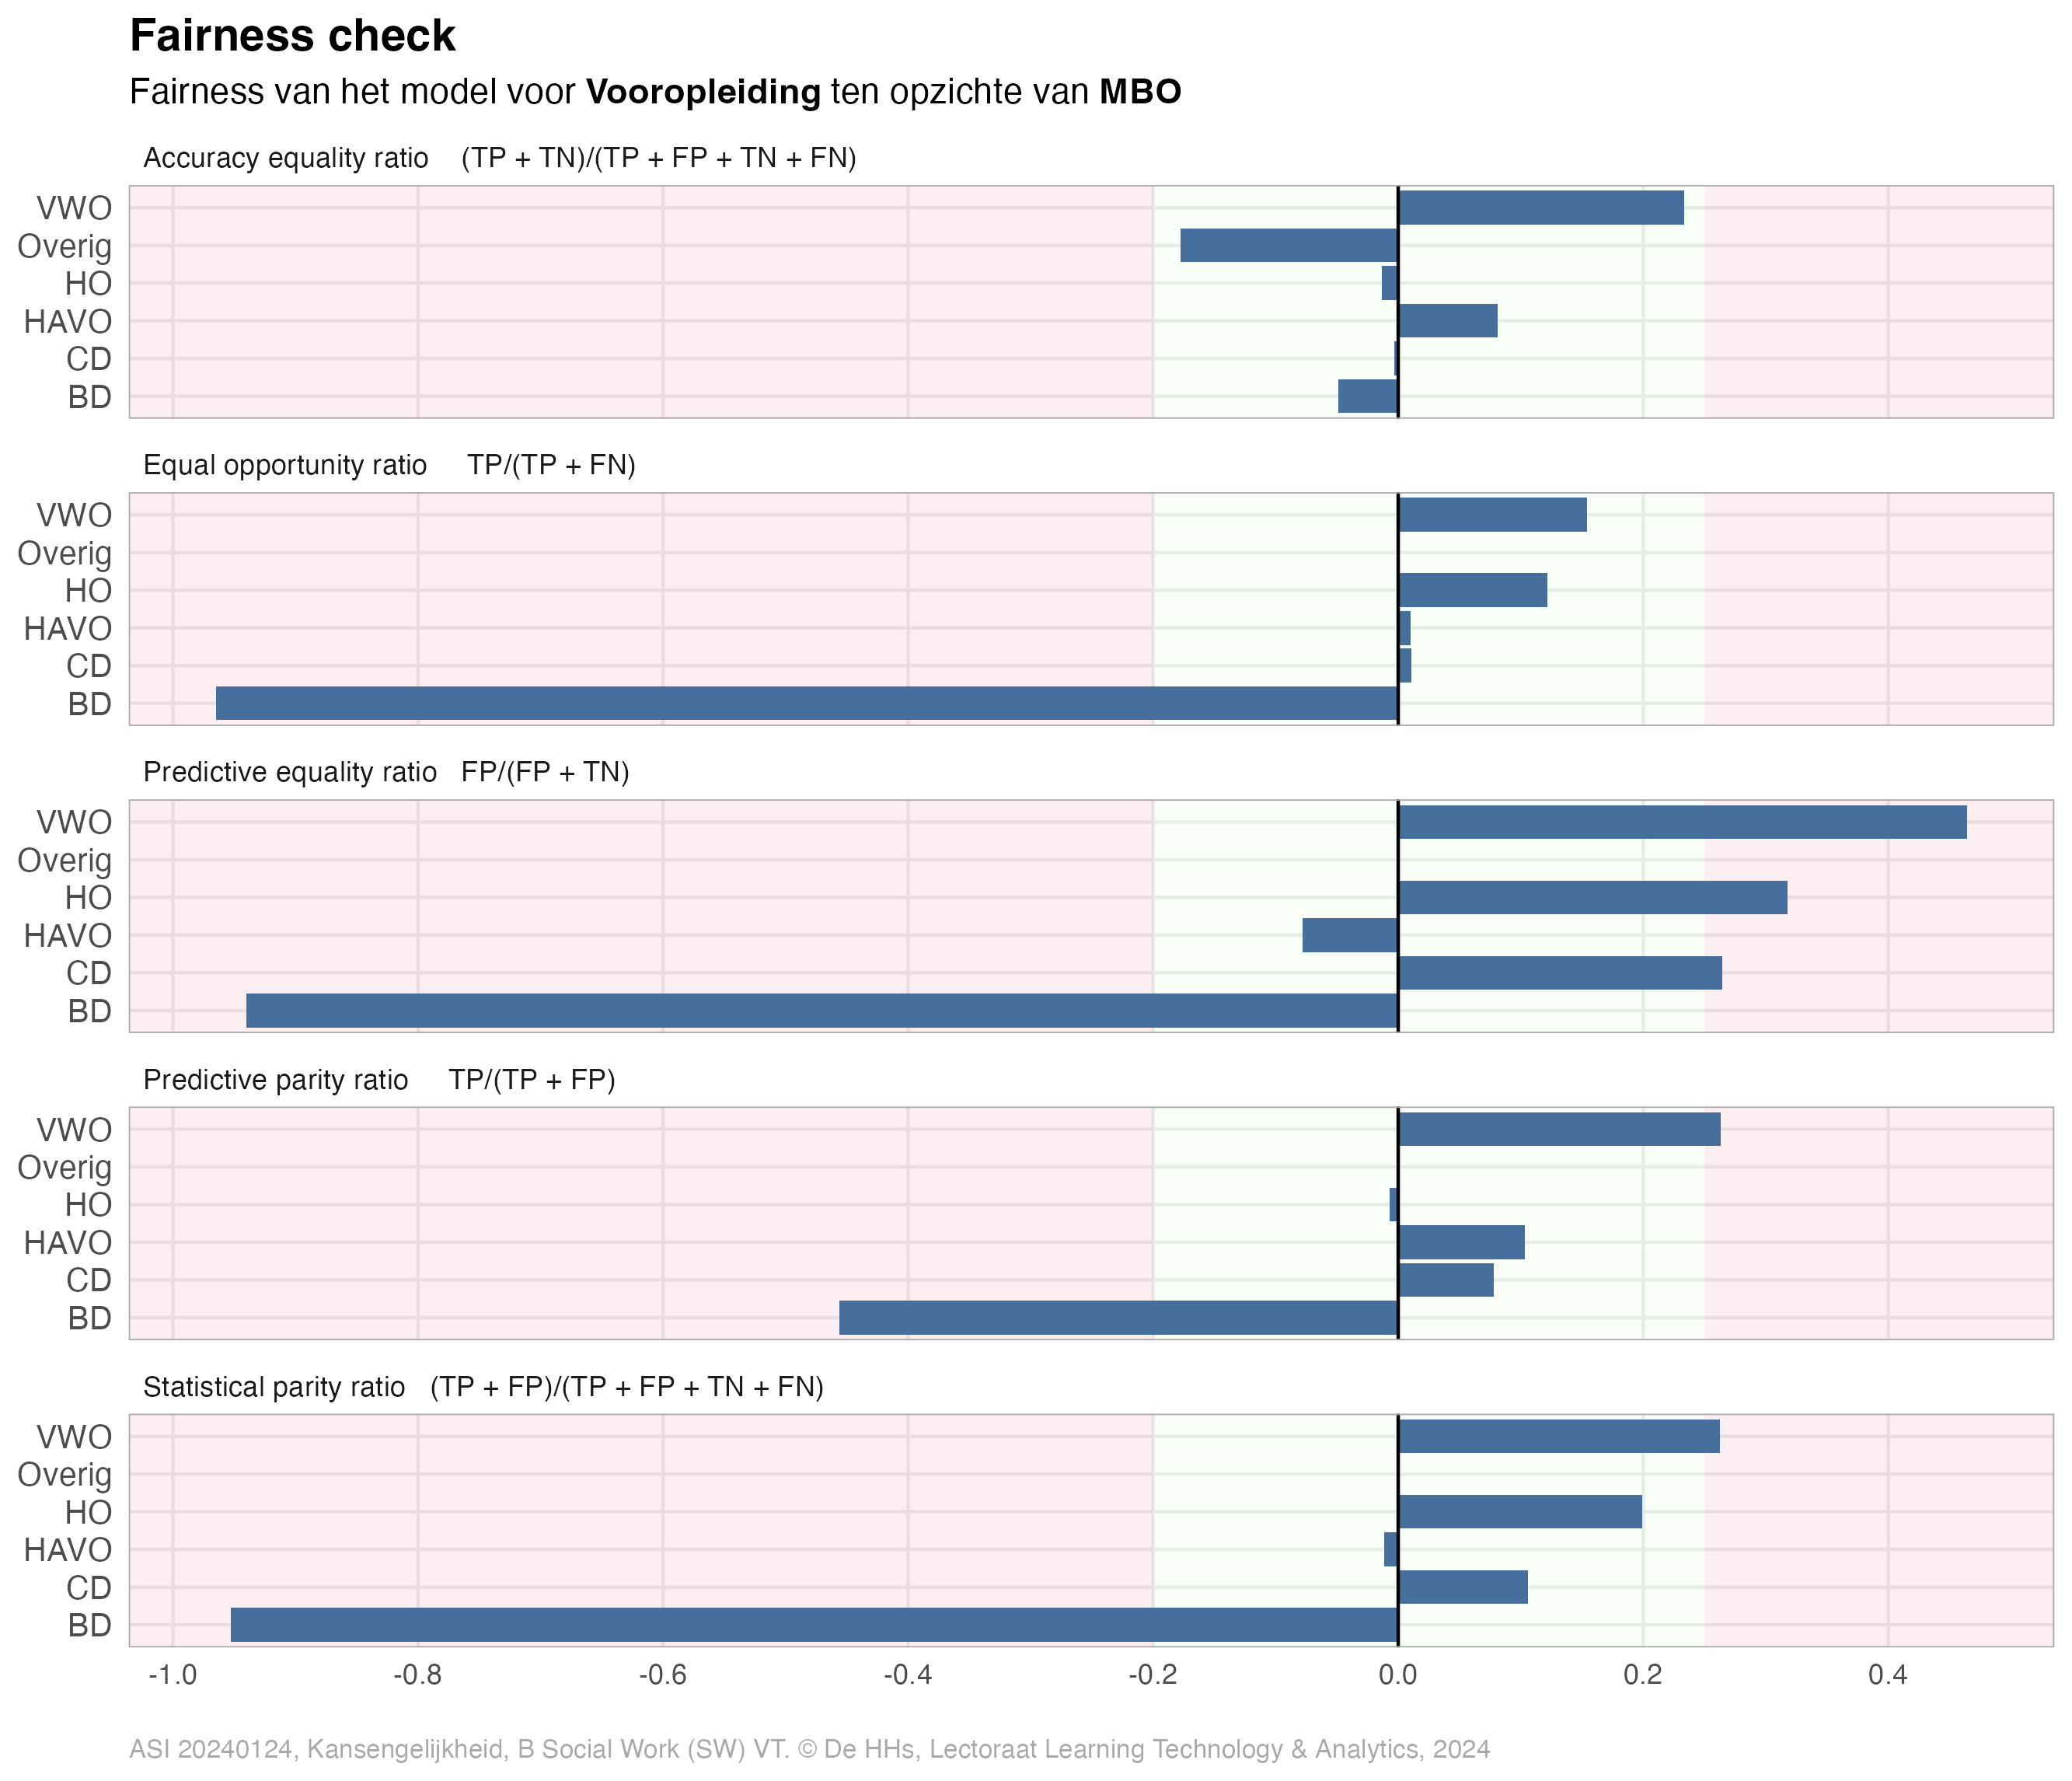 Fairness check
Fairness van het model voor Vooropleiding ten opzichte van MBO
Accuracy equality ratio (TP + TN)/(TP + FP + TN + FN)
VWO
Overig
HO
HAVO
CD
BD
Equal opportunity ratio TP/(TP + FN)
VWO
Overig
HO
HAVO
CD
BD
Predictive equality ratio FP/(FP + TN)
VWO
Overig
HO
HAVO
CD
BD
Predictive parity ratio TP/(TP + FP)
VWO
Overig
HO
HAVO
CD
BD
Statistical parity ratio (TP + FP)/(TP + FP + TN + FN)
VWO
Overig
HO
HAVO
CD
BD
-1.0 -0.8 -0.6 -0.4 -0.2 0.0 0.2 0.4
ASI 20240124, Kansengelijkheid, B Social Work (SW) VT. © De HHs, Lectoraat Learning Technology & Analytics, 2024